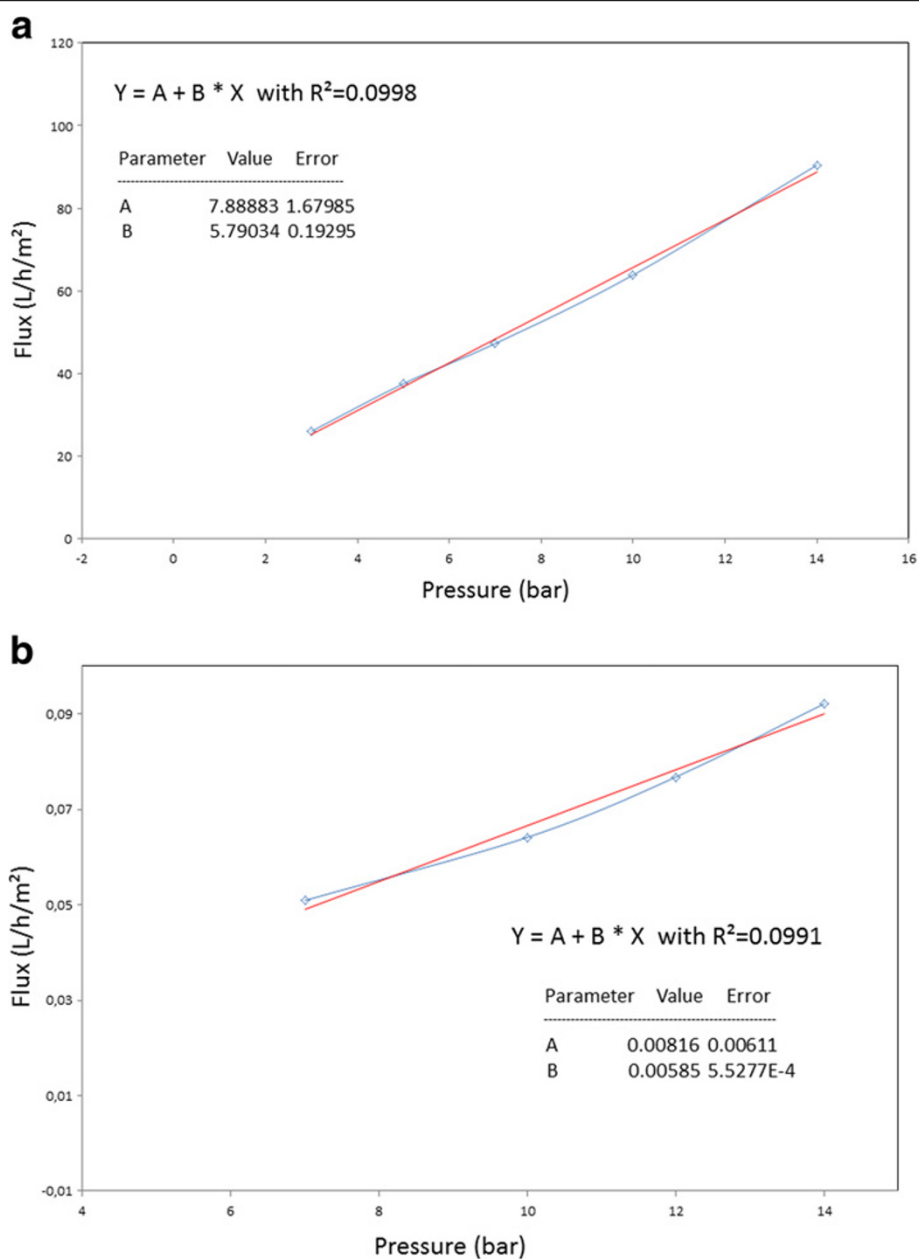 a
120
Y = A + B * X with R²=0.0998
100
Parameter Value Error
A 7.88883 1.67985
B 5.79034 0.19295
80
60
40
20
0
-2 0 2 4 6 8 10 12 14 16
Flux (L/h/m²)
Pressure (bar)
b
0,09
0,07
0,05
Y = A + B * X with R²=0.0991
Parameter Value Error
0,03
A 0.00816 0.00611
B 0.00585 5.5277E-4
0,01
-0,01
4 6 8 10 12 14
Flux (L/h/m²)
Pressure (bar)